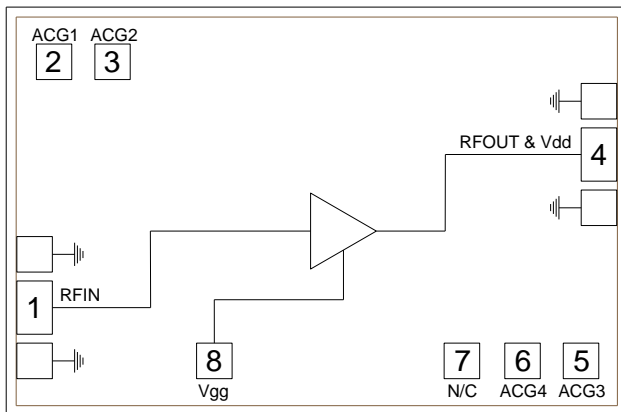 ACG1 ACG2
2 3
RFOUT & Vdd 4
1 RFIN
8 7 6 5
Vgg N/C ACG4 ACG3